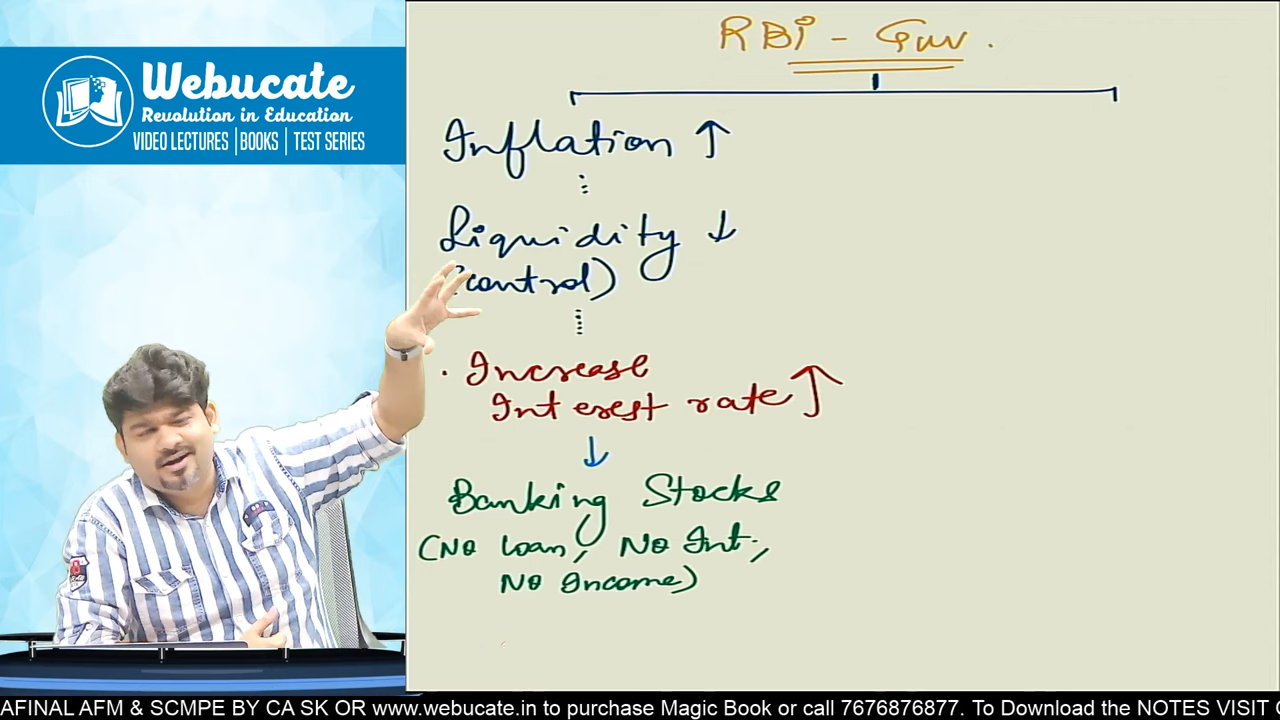 Webucate
Revolution in Education
VIDEO LECTURES | BOOKS | TEST SERIES
RBI - Guv.
Inflation ↑
Liquidity ↓
(control)
· Increase
Interest rate ↑
↓
Banking Stocks
(No loan, No Int.,
No Income)
AFINAL AFM & SCMPE BY CA SK OR www.webucate.in to purchase Magic Book or call 7676876877. To Download the NOTES VISIT